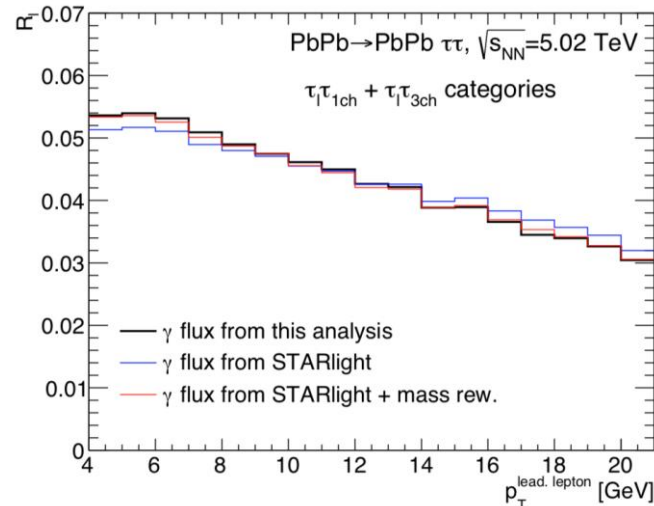 R_τ
0.07
PbPb→PbPb ττ, √s_NN=5.02 TeV
τ_lτ_1ch + τ_lτ_3ch categories
0.06
0.05
0.04
0.03
0.02
0.01
0
γ flux from this analysis
γ flux from STARlight
γ flux from STARlight + mass rew.
4 6 8 10 12 14 16 18 20
p_T^lead. lepton [GeV]